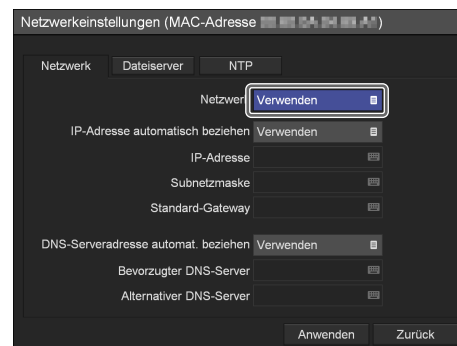 Netzwerkeinstellungen (MAC-Adresse )
Netzwerk Dateiserver NTP
Netzwerk Verwenden
IP-Adresse automatisch beziehen Verwenden
IP-Adresse
Subnetzmaske
Standard-Gateway
DNS-Serveradresse automat. beziehen Verwenden
Bevorzugter DNS-Server
Alternativer DNS-Server
Anwenden Zurück